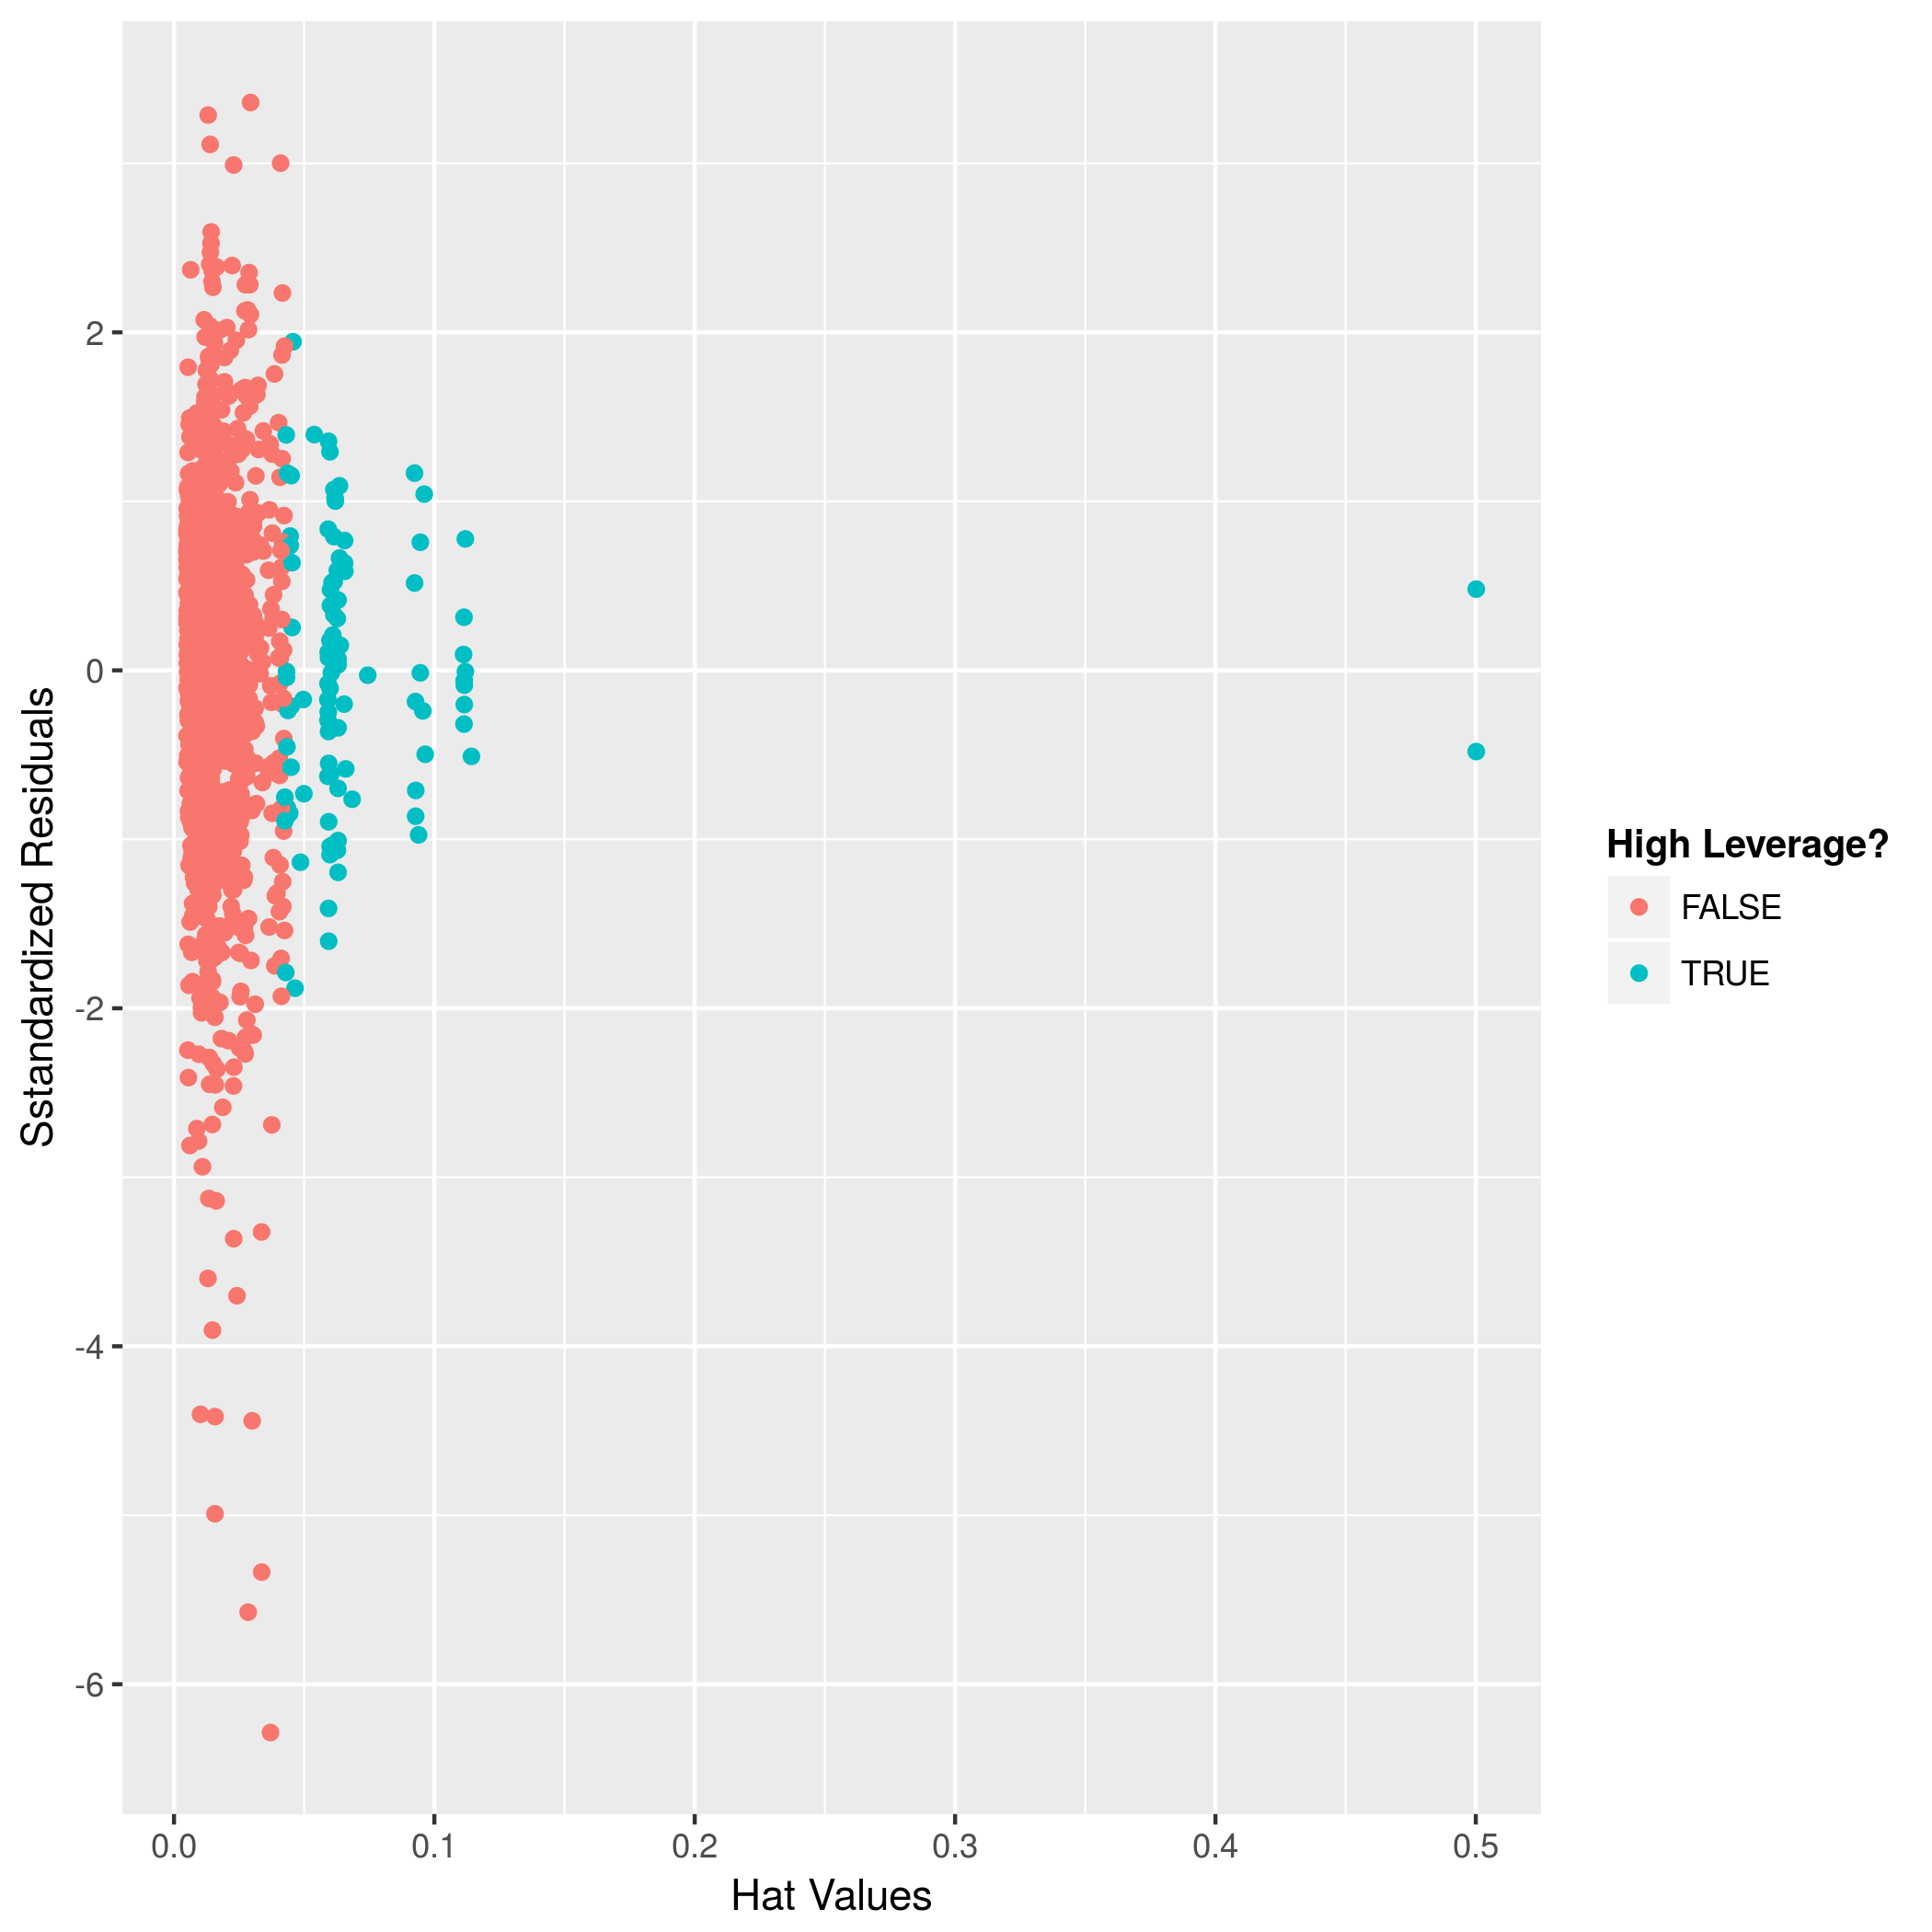 2
0
-2
-4
-6
Sstandardized Residuals
0.0 0.1 0.2 0.3 0.4 0.5
Hat Values
High Leverage?
FALSE
TRUE